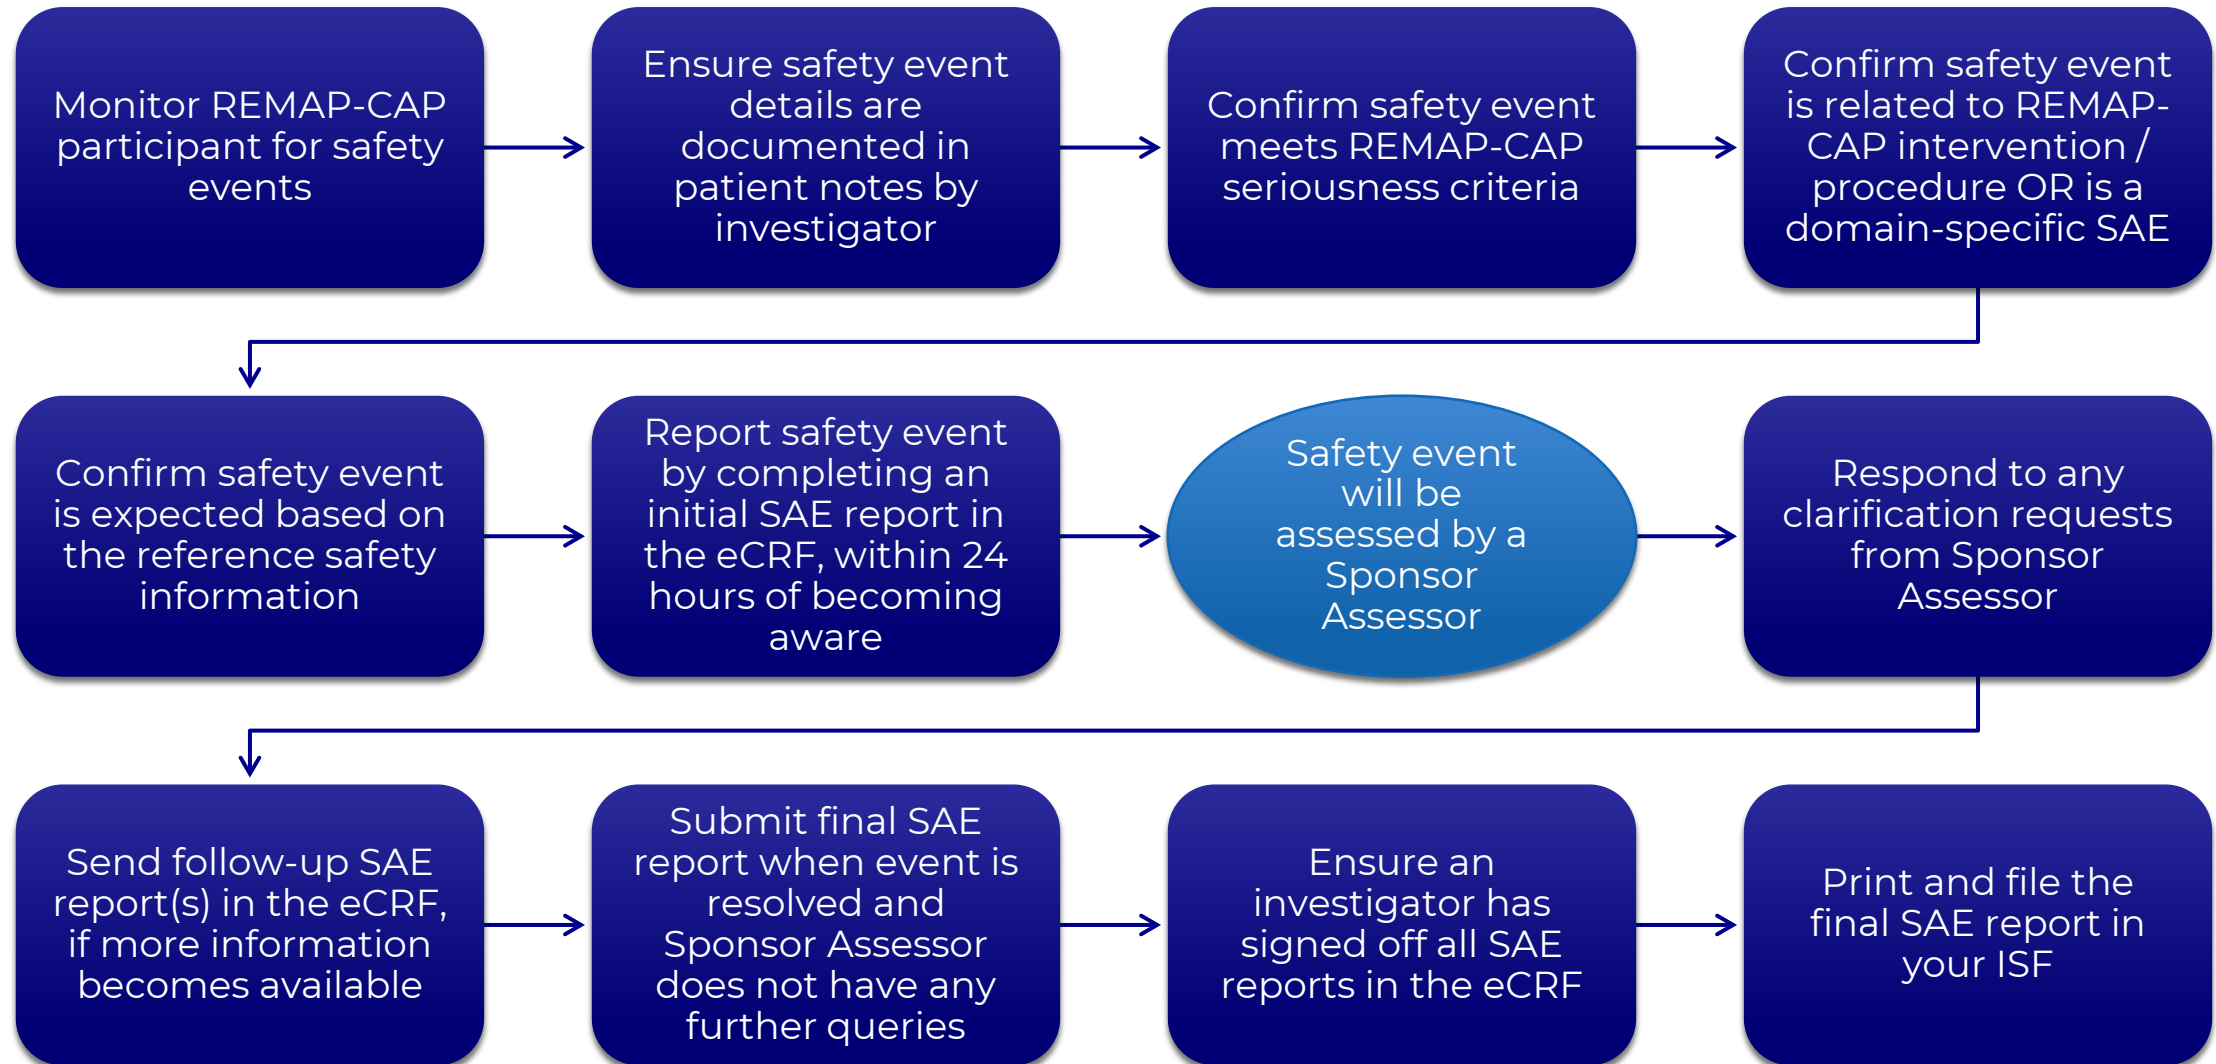 Monitor REMAP-CAP
participant for safety
events
Ensure safety event
details are
documented in
patient notes by
investigator
Confirm safety event
meets REMAP-CAP
seriousness criteria
Confirm safety event
is related to REMAP-
CAP intervention /
procedure OR is a
domain-specific SAE
Confirm safety event
is expected based on
the reference safety
information
Report safety event
by completing an
initial SAE report in
the eCRF, within 24
hours of becoming
aware
Safety event
will be
assessed by a
Sponsor
Assessor
Respond to any
clarification requests
from Sponsor
Assessor
Send follow-up SAE
report(s) in the eCRF,
if more information
becomes available
Submit final SAE
report when event is
resolved and
Sponsor Assessor
does not have any
further queries
Ensure an
investigator has
signed off all SAE
reports in the eCRF
Print and file the
final SAE report in
your ISF